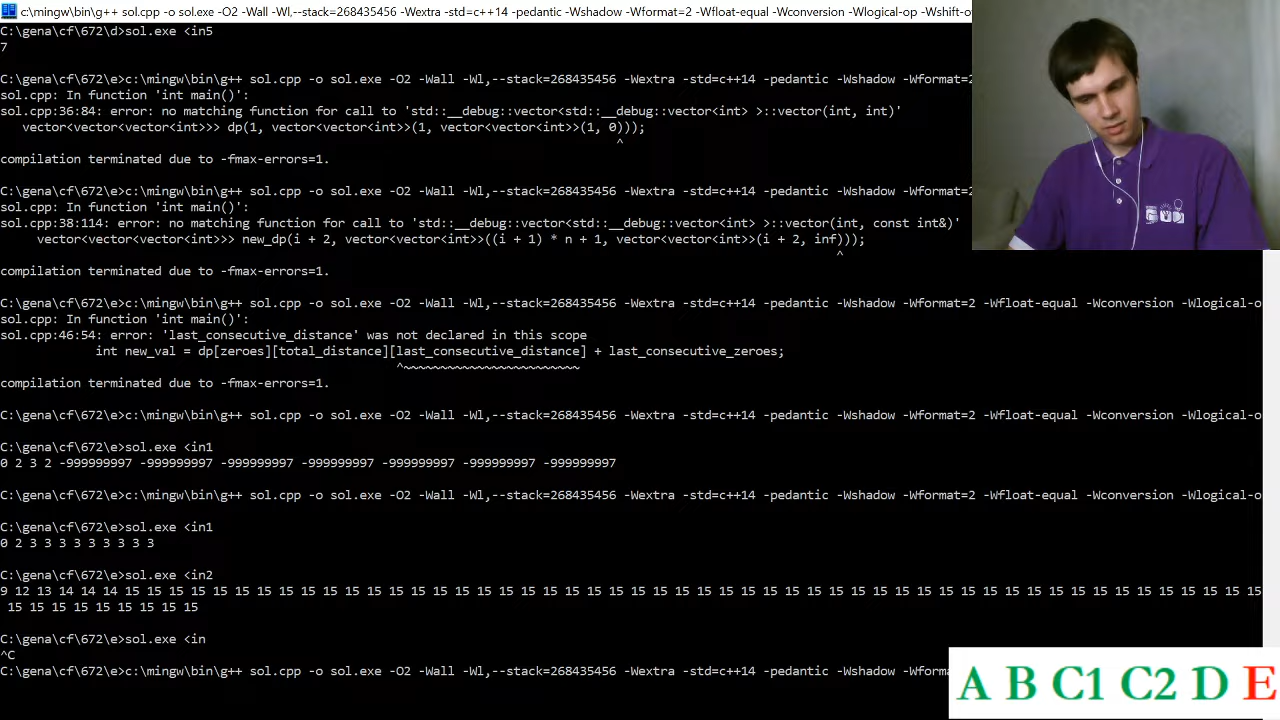 c:\mingw\bin\g++ sol.cpp -o sol.exe -O2 -Wall -Wl,--stack=268435456 -Wextra -std=c++14 -pedantic -Wshadow -Wformat=2 -Wfloat-equal -Wconversion -Wlogical-op -Wshift-o
C:\gena\cf\672\d>sol.exe <in5
7
C:\gena\cf\672\e>c:\mingw\bin\g++ sol.cpp -o sol.exe -O2 -Wall -Wl,--stack=268435456 -Wextra -std=c++14 -pedantic -Wshadow -Wformat=2
sol.cpp: In function 'int main()':
sol.cpp:36:84: error: no matching function for call to 'std::__debug::vector<std::__debug::vector<int> >::vector(int, int)'
vector<vector<vector<int>>> dp(1, vector<vector<int>>(1, vector<vector<int>>(1, 0)));
^
compilation terminated due to -fmax-errors=1.
C:\gena\cf\672\e>c:\mingw\bin\g++ sol.cpp -o sol.exe -O2 -Wall -Wl,--stack=268435456 -Wextra -std=c++14 -pedantic -Wshadow -Wformat=2
sol.cpp: In function 'int main()':
sol.cpp:38:114: error: no matching function for call to 'std::__debug::vector<std::__debug::vector<int> >::vector(int, const int&)'
vector<vector<vector<int>>> new_dp(i + 2, vector<vector<int>>((i + 1) * n + 1, vector<vector<int>>(i + 2, inf)));
^
compilation terminated due to -fmax-errors=1.
C:\gena\cf\672\e>c:\mingw\bin\g++ sol.cpp -o sol.exe -O2 -Wall -Wl,--stack=268435456 -Wextra -std=c++14 -pedantic -Wshadow -Wformat=2 -Wfloat-equal -Wconversion -Wlogical-o
sol.cpp: In function 'int main()':
sol.cpp:46:54: error: 'last_consecutive_distance' was not declared in this scope
int new_val = dp[zeroes][total_distance][last_consecutive_distance] + last_consecutive_zeroes;
^~~~~~~~~~~~~~~~~~~~~~~~~
compilation terminated due to -fmax-errors=1.
C:\gena\cf\672\e>c:\mingw\bin\g++ sol.cpp -o sol.exe -O2 -Wall -Wl,--stack=268435456 -Wextra -std=c++14 -pedantic -Wshadow -Wformat=2 -Wfloat-equal -Wconversion -Wlogical-o
C:\gena\cf\672\e>sol.exe <in1
0 2 3 2 -999999997 -999999997 -999999997 -999999997 -999999997 -999999997 -999999997
C:\gena\cf\672\e>c:\mingw\bin\g++ sol.cpp -o sol.exe -O2 -Wall -Wl,--stack=268435456 -Wextra -std=c++14 -pedantic -Wshadow -Wformat=2 -Wfloat-equal -Wconversion -Wlogical-o
C:\gena\cf\672\e>sol.exe <in1
0 2 3 3 3 3 3 3 3 3 3
C:\gena\cf\672\e>sol.exe <in2
9 12 13 14 14 14 15 15 15 15 15 15 15 15 15 15 15 15 15 15 15 15 15 15 15 15 15 15 15 15 15 15 15 15 15 15 15 15 15 15 15 15 15 15 15 15 15 15 15 15 15 15 15 15 15 15 15 15
15 15 15 15 15 15 15 15 15
C:\gena\cf\672\e>sol.exe <in
^C
C:\gena\cf\672\e>c:\mingw\bin\g++ sol.cpp -o sol.exe -O2 -Wall -Wl,--stack=268435456 -Wextra -std=c++14 -pedantic -Wshadow -Wform
A B C1 C2 D E